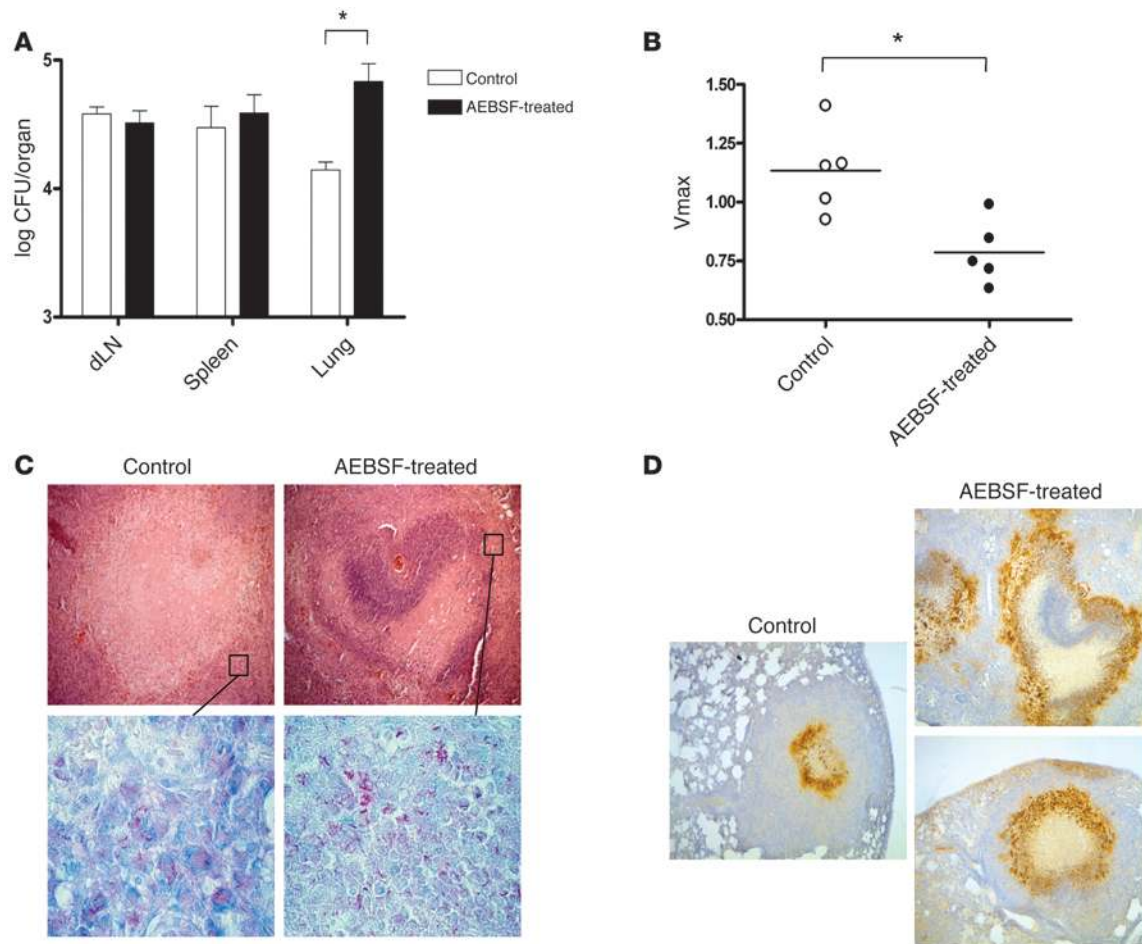 A
*
5
4
3
log CFU/organ
dLN
Spleen
Lung
Control
AEBSF-treated
B
*
1.50
1.25
1.00
0.75
0.50
Vmax
Control
AEBSF-treated
C
Control
AEBSF-treated
D
Control
AEBSF-treated